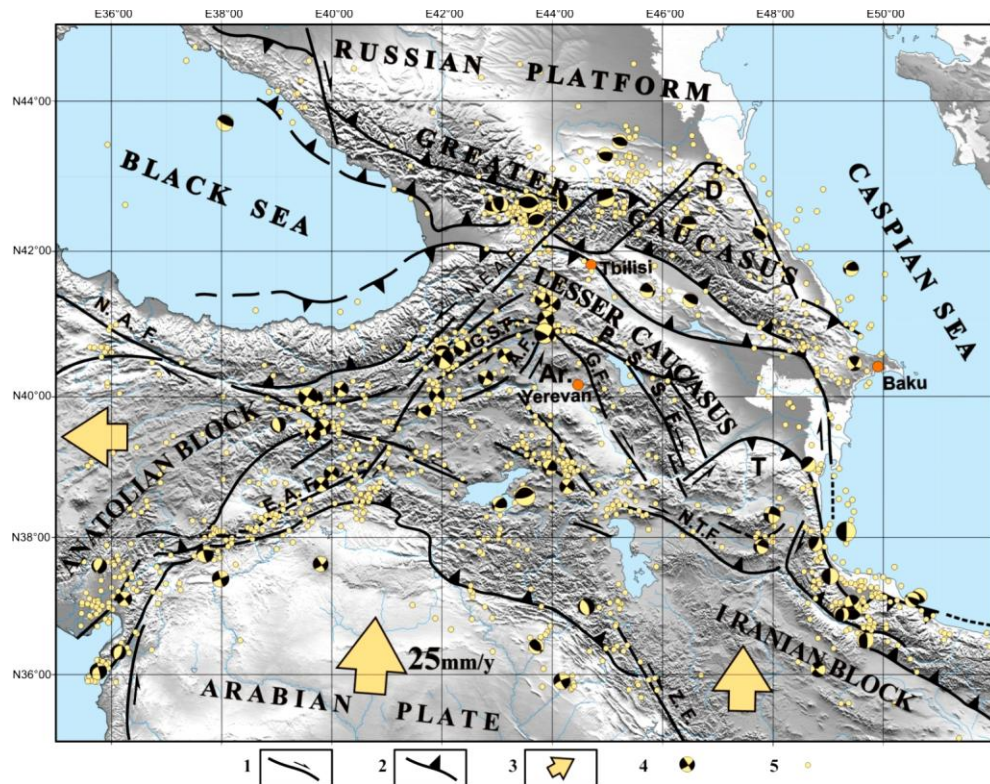 E36°00' E40°00' E42°00' E44°00' E46°00' E48°00' E50°00'
N44°00'
N42°00'
N40°00'
N38°00'
N36°00'
RUSSIAN PLATFORM
GREATER
CAUCASUS
BLACK SEA
CASPIAN SEA
D
Tbilisi
N.E.A.F.
LESSER CAUCASUS
N.A.F.
G.S.P.
P.S.S.F.
Ar.
Yerevan
Baku
ANATOLIAN BLOCK
T
E.A.F.
N.T.F.
IRANIAN BLOCK
25mm/y
ARABIAN PLATE
1 2 3 4 5